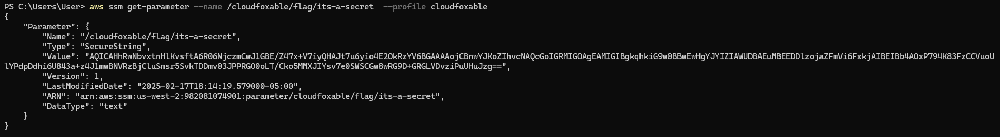 PS C:\Users\User> aws ssm get-parameter --name /cloudfoxable/flag/its-a-secret  --profile cloudfoxable
{
    "Parameter": {
        "Name": "/cloudfoxable/flag/its-a-secret",
        "Type": "SecureString",
        "Value": "AQICAHhRwNbvxtnHlKvsftA6R06NjczmCwJ1GBE/Z47x+V7iyQHAJt7u6yio4E2OkRzYV6BGAAAAojCBnwYJKoZIhvcNAQcGoIGRMIGOAgEAMIGIBgkqhkiG9w0BBwEwHgYJYIZIAWUDBAEuMBEEDDlzojaZFmVi6FxkjAIBEIBb4AOxP794K83FzCCVuoU
lYPdpDdhi6U843a+z4J1mwBNVRzBjCluSmsr5SvkTDDmv03JPPRGO0oLT/Cko5MMXJIYsv7e0SWSCGw8wRG9D+GRGLVDvziPuUHuJzg==",
        "Version": 1,
        "LastModifiedDate": "2025-02-17T18:14:19.579000-05:00",
        "ARN": "arn:aws:ssm:us-west-2:982081074901:parameter/cloudfoxable/flag/its-a-secret",
        "DataType": "text"
    }
}